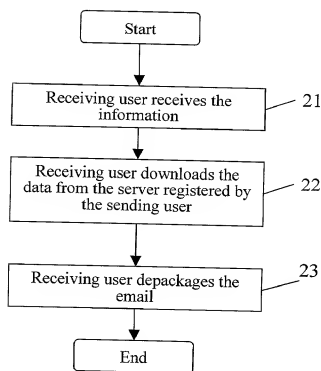 Start
Receiving user receives the
information
21
Receiving user downloads the
data from the server registered by
the sending user
22
Receiving user depackages the
email
23
End